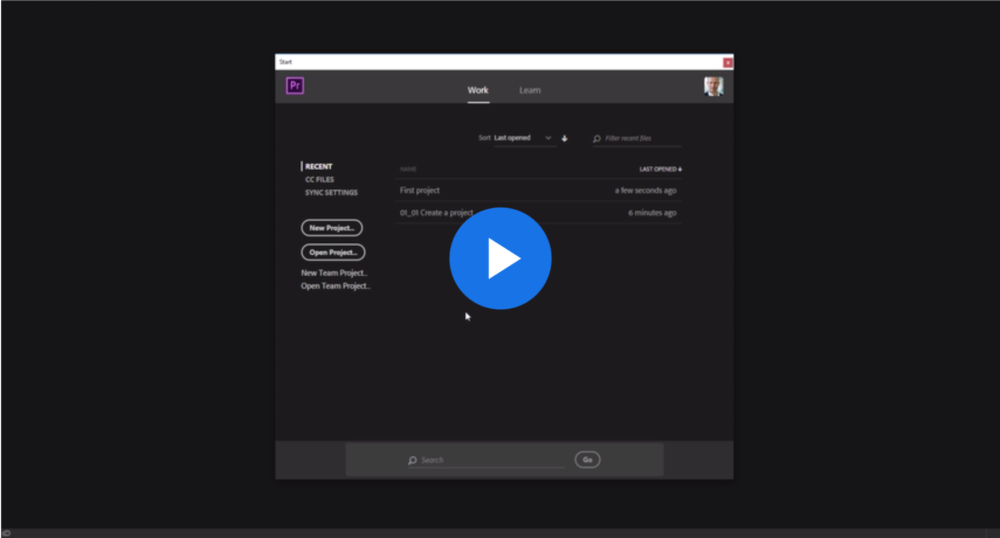 Start
Pr
Work Learn
Sort Last opened Filter recent files
RECENT
CC FILES
SYNC SETTINGS
NAME LAST OPENED
First project a few seconds ago
01_01 Create a project 6 minutes ago
New Project...
Open Project...
New Team Project...
Open Team Project...
Search Go